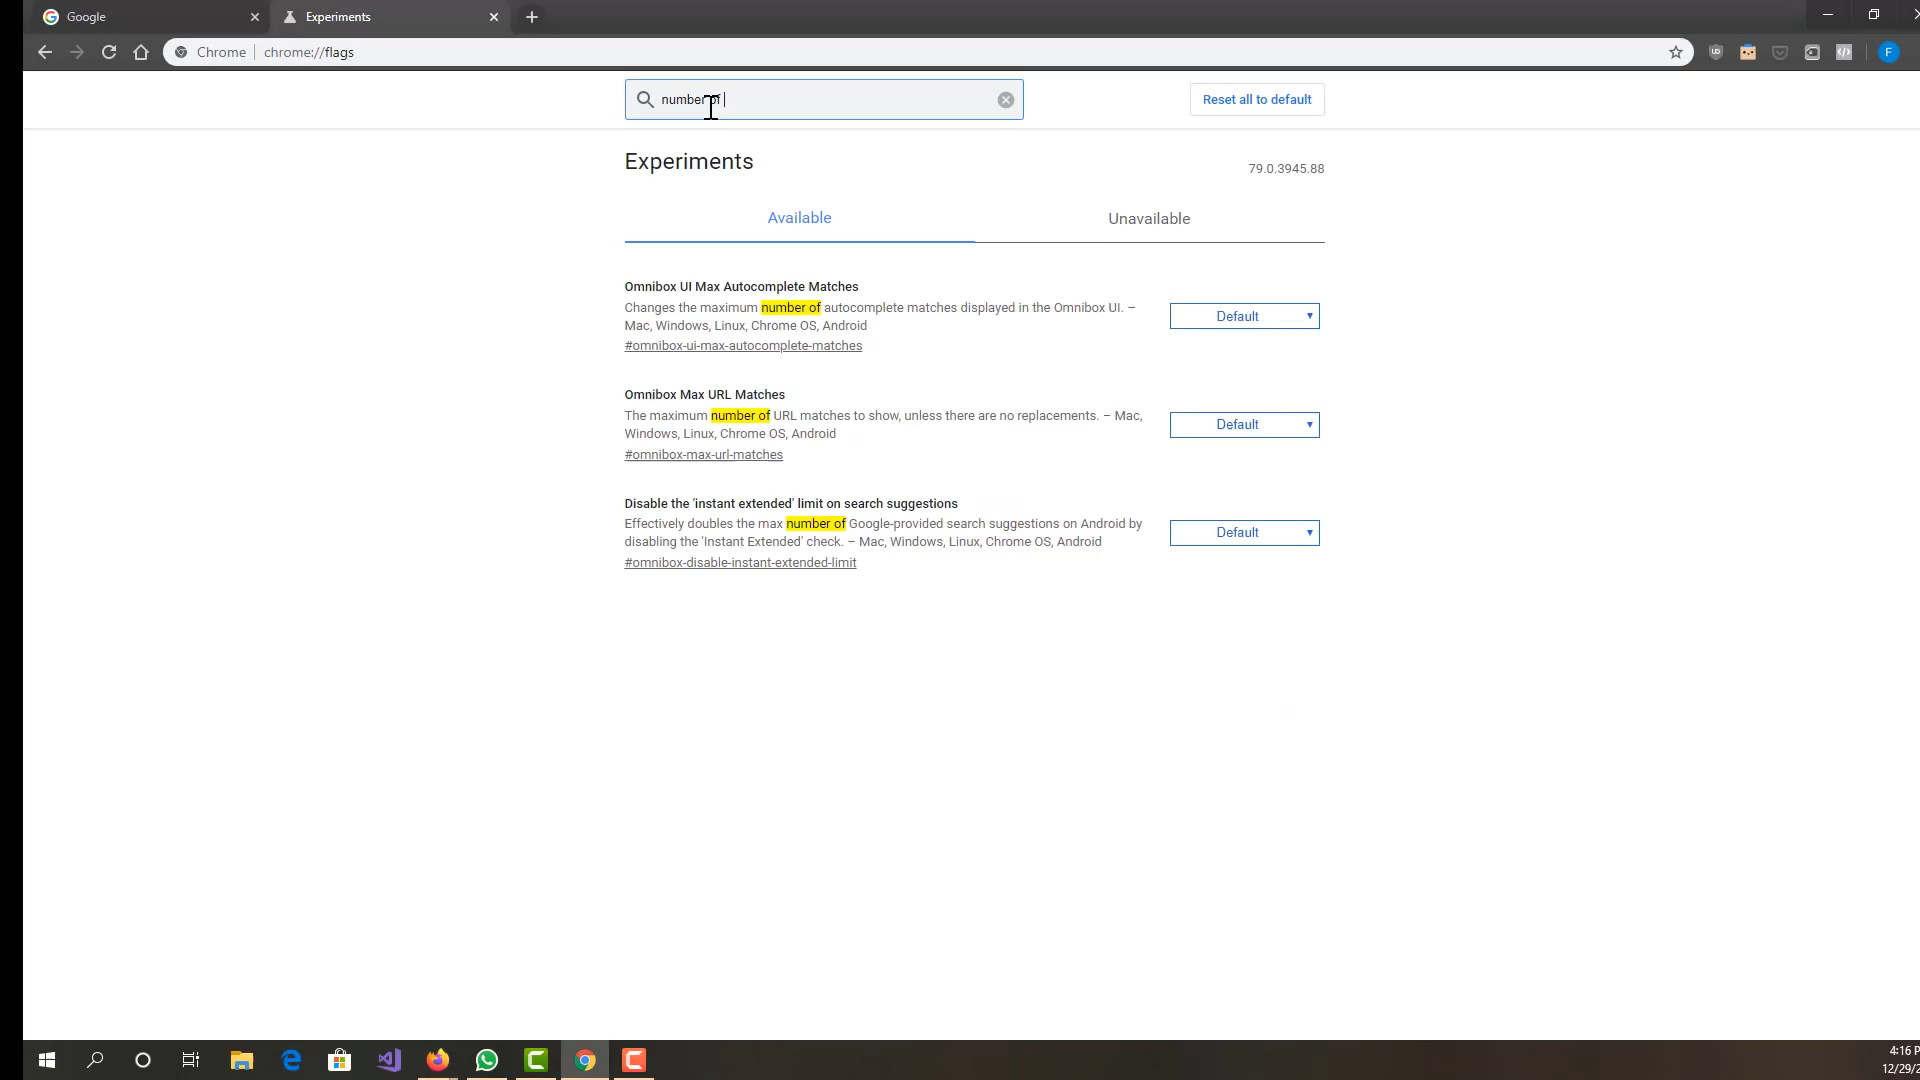 Google
Experiments
Chrome chrome://flags
F
number of
Reset all to default
Experiments
79.0.3945.88
Available
Unavailable
Omnibox UI Max Autocomplete Matches
Changes the maximum number of autocomplete matches displayed in the Omnibox UI. –
Mac, Windows, Linux, Chrome OS, Android
#omnibox-ui-max-autocomplete-matches
Default
Omnibox Max URL Matches
The maximum number of URL matches to show, unless there are no replacements. – Mac,
Windows, Linux, Chrome OS, Android
#omnibox-max-url-matches
Default
Disable the 'instant extended' limit on search suggestions
Effectively doubles the max number of Google-provided search suggestions on Android by
disabling the 'Instant Extended' check. – Mac, Windows, Linux, Chrome OS, Android
#omnibox-disable-instant-extended-limit
Default
4:16 P
12/29/2